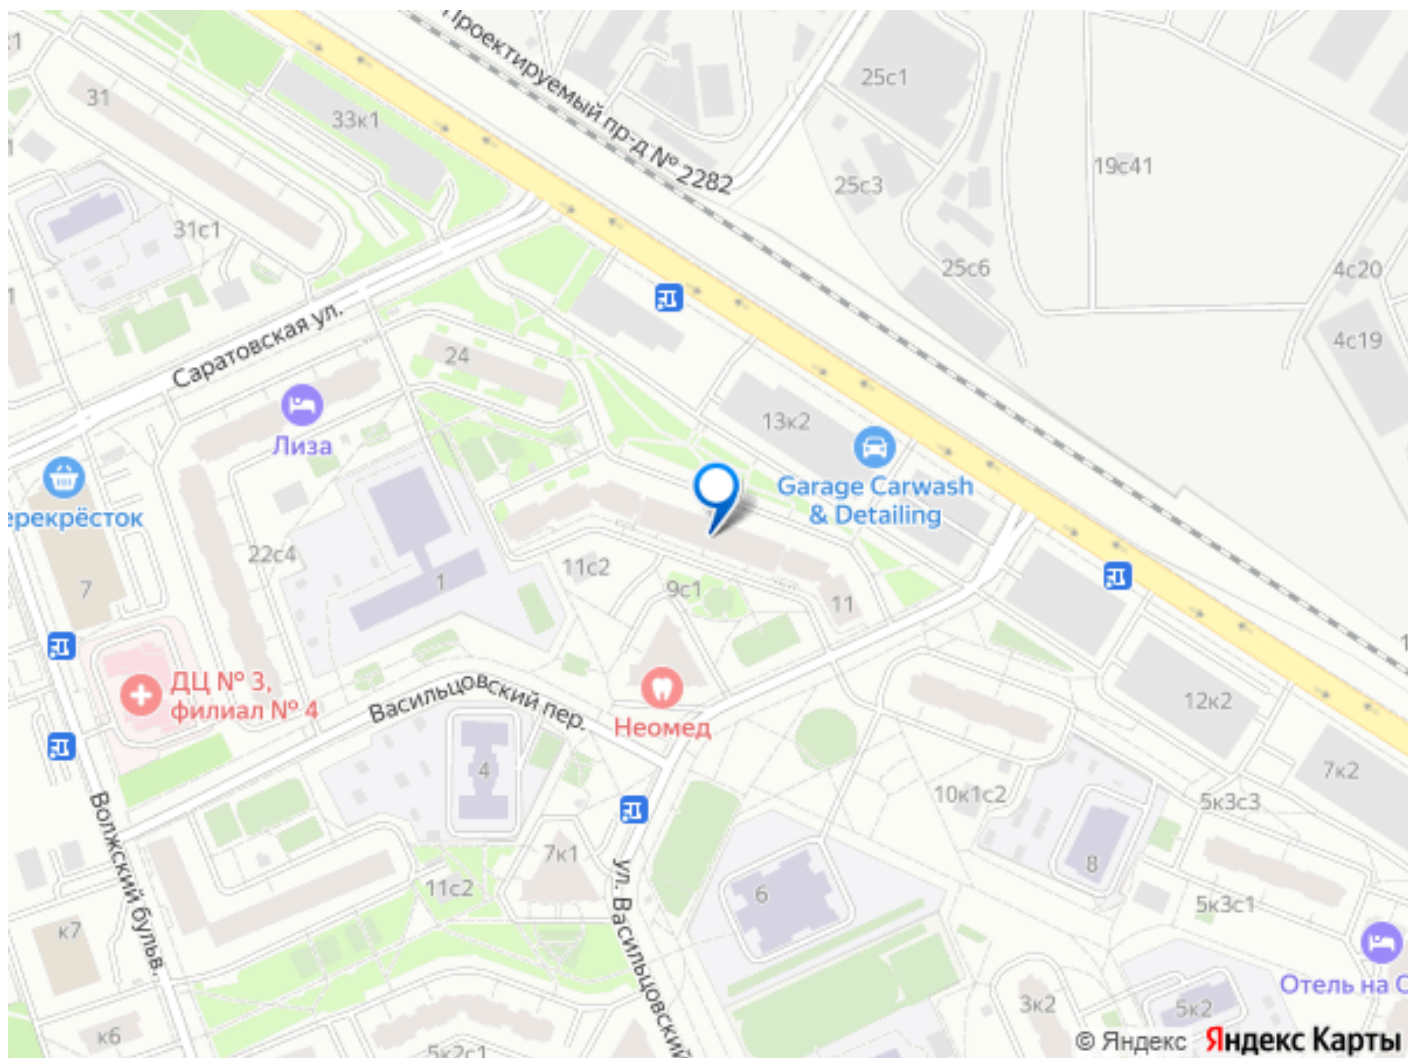 Проектируемый пр-д № 2282
31
33к1
25с1
19с41
25с3
31с1
25с6
4с20
4с19
Саратовская ул.
24
Лиза
13к2
Garage Carwash
& Detailing
22с4
1
11с2
9с1
11
7
ДЦ № 3,
филиал № 4
Васильцовский пер.
Неомед
12к2
7к2
4
10к1с2
5к3с3
7к1
8
Волжский бульв.
11с2
6
ул. Васильцовский
5к3с1
к7
Отель на
3к2
5к2
к6
5к2с1
© Яндекс Яндекс Карты